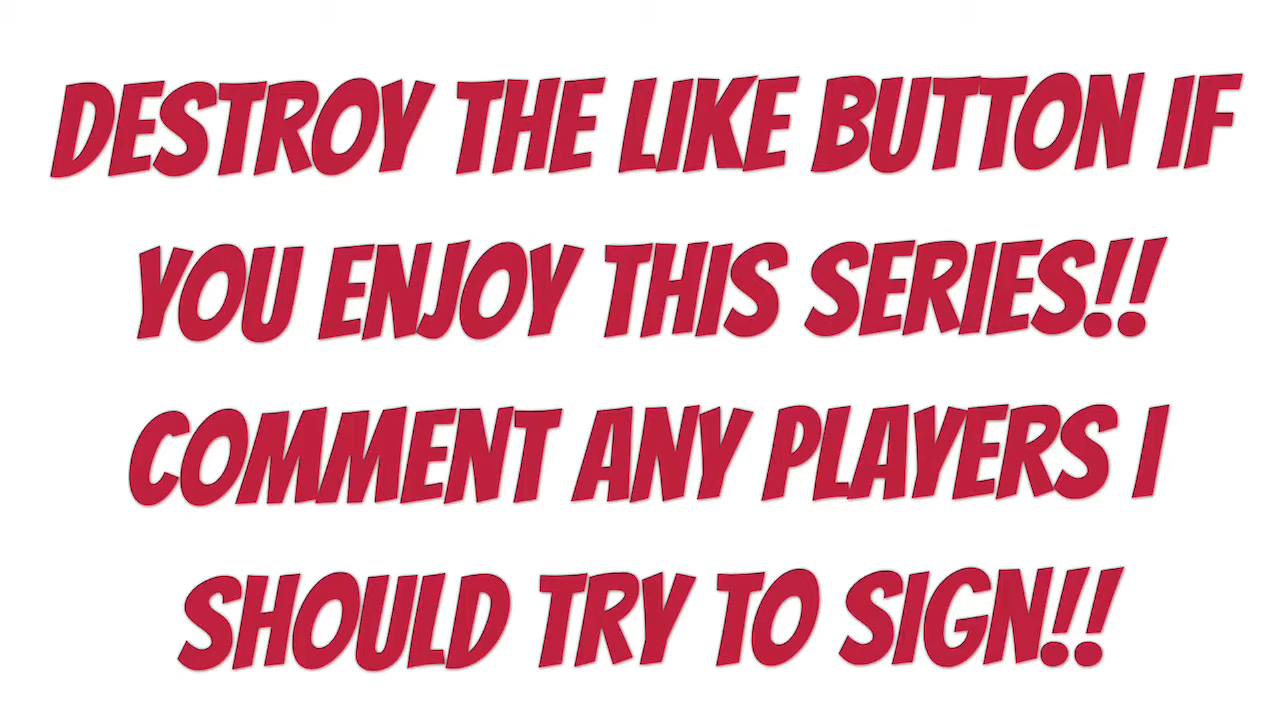 DESTROY THE LIKE BUTTON IF
YOU ENJOY THIS SERIES!!
COMMENT ANY PLAYERS I
SHOULD TRY TO SIGN!!